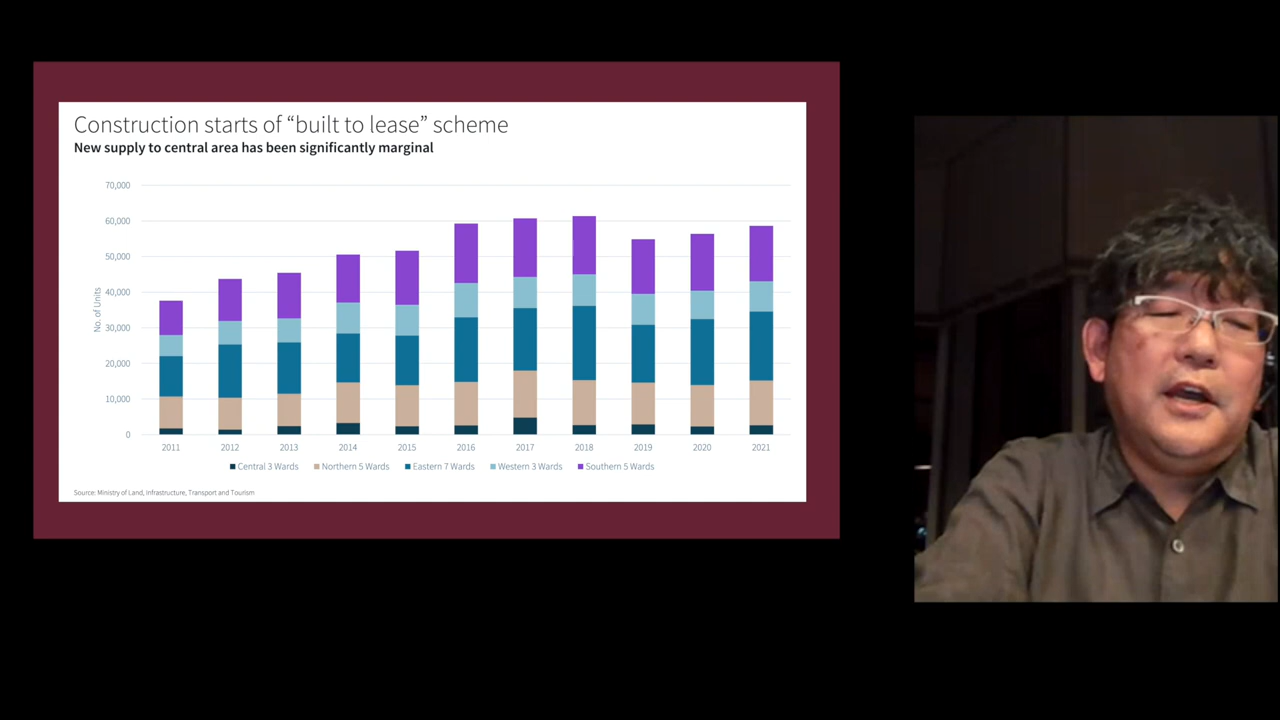 Construction starts of “built to lease” scheme
New supply to central area has been significantly marginal
70,000
60,000
50,000
40,000
30,000
20,000
10,000
0
No. of Units
2011 2012 2013 2014 2015 2016 2017 2018 2019 2020 2021
Central 3 Wards Northern 5 Wards Eastern 7 Wards Western 3 Wards Southern 5 Wards
Source: Ministry of Land, Infrastructure, Transport and Tourism